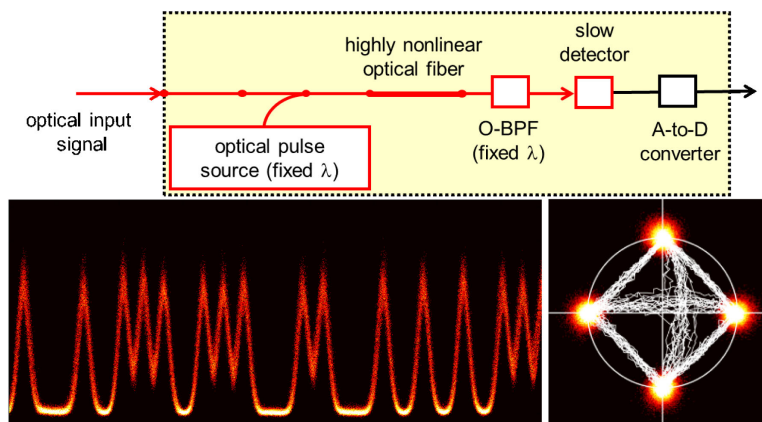 highly nonlinear
optical fiber
slow
detector
optical input
signal
optical pulse
source (fixed λ)
O-BPF
(fixed λ)
A-to-D
converter